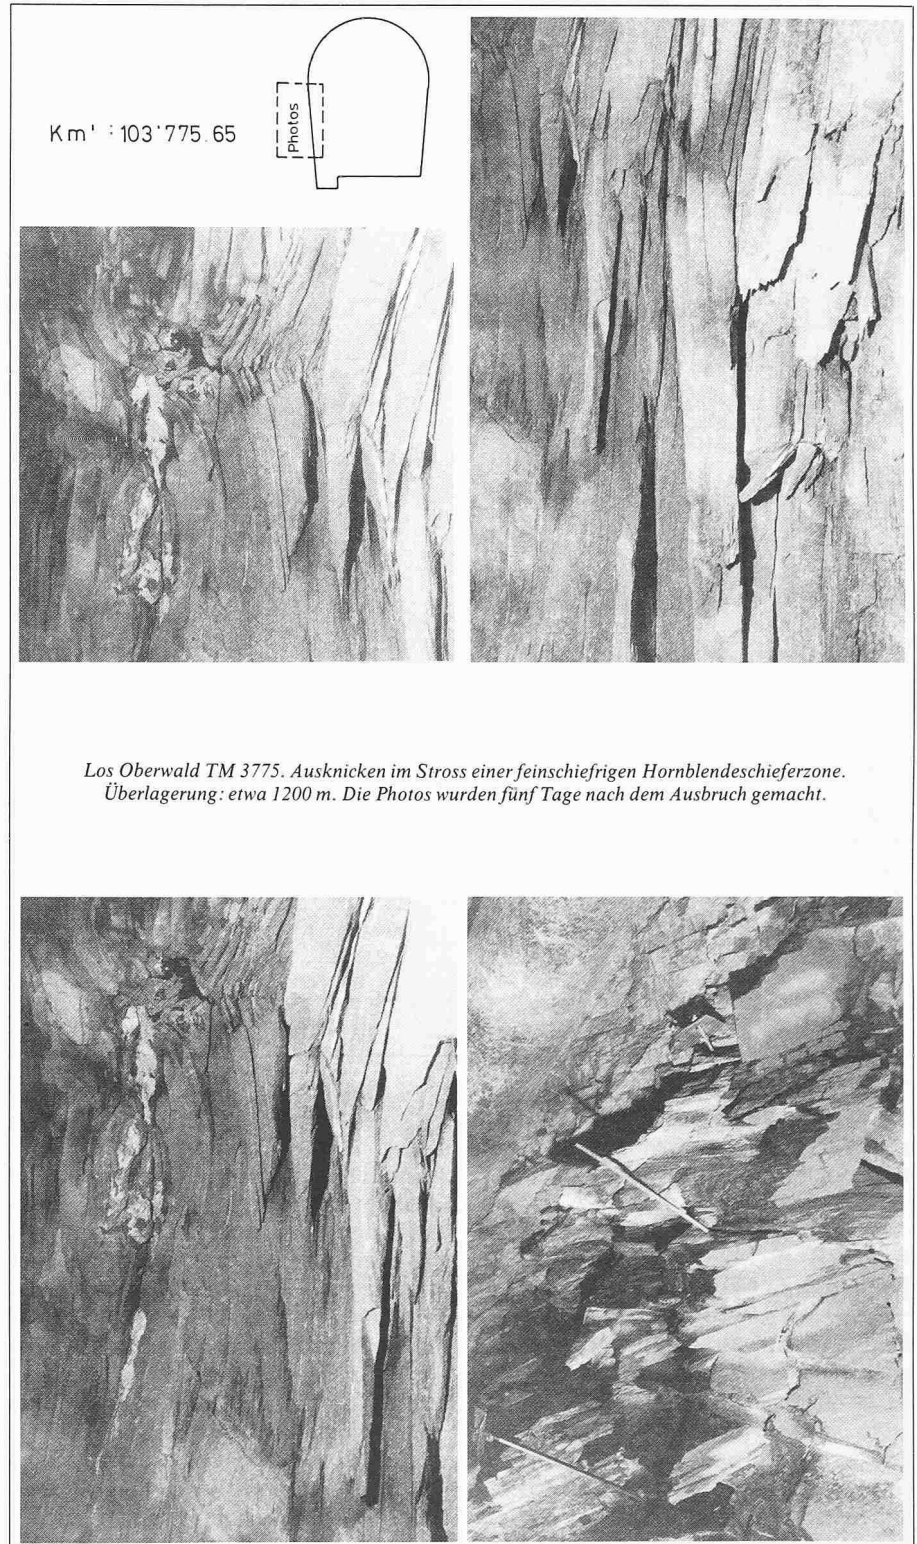 Km' : 103'775.65
Photos
Los Oberwald TM 3775. Ausknicken im Stross einer feinschiefrigen Hornblendeschieferzone.
Überlagerung: etwa 1200 m. Die Photos wurden fünf Tage nach dem Ausbruch gemacht.